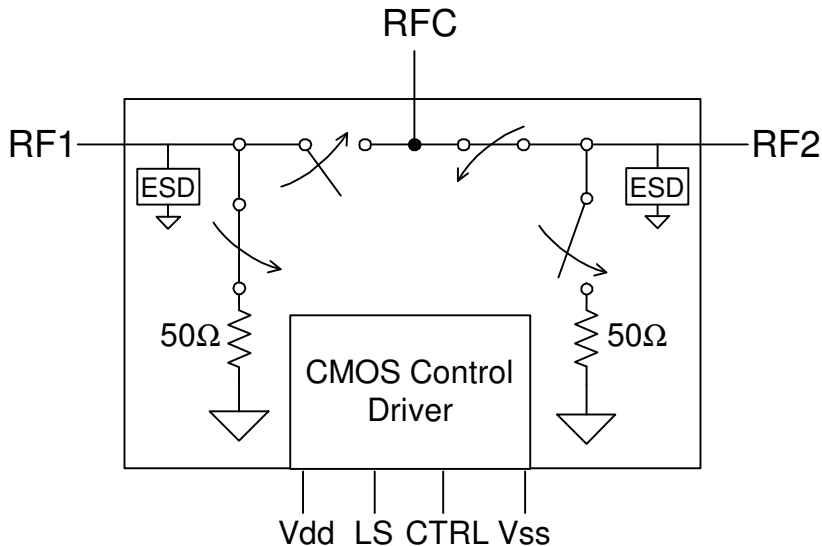 RFC
RF1
RF2
ESD
ESD
50Ω
50Ω
CMOS Control
Driver
Vdd LS CTRL Vss